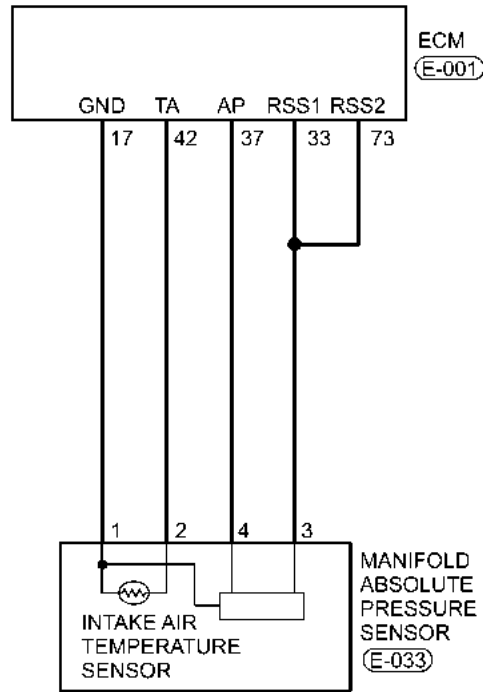 ECM
E-001
GND TA AP RSS1 RSS2
17 42 37 33 73
1 2 4 3
MANIFOLD
ABSOLUTE
PRESSURE
SENSOR
E-033
INTAKE AIR
TEMPERATURE
SENSOR